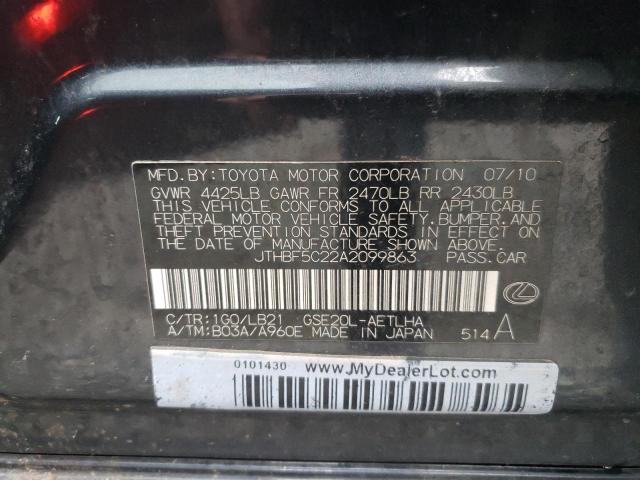 MFD.BY:TOYOTA MOTOR CORPORATION 07/10
GVWR 4425LB GAWR FR 2470LB RR 2430LB
THIS VEHICLE CONFORMS TO ALL APPLICABLE
FEDERAL MOTOR VEHICLE SAFETY,BUMPER,AND
THEFT PREVENTION STANDARDS IN EFFECT ON
THE DATE OF MANUFACTURE SHOWN ABOVE.
JTHBF5C22A2099863 PASS.CAR
C/TR:1G0/LB21 GSE20L-AETLHA
A/TM:B03A/A960E MADE IN JAPAN 514 A
0101430 www.MyDealerLot.com